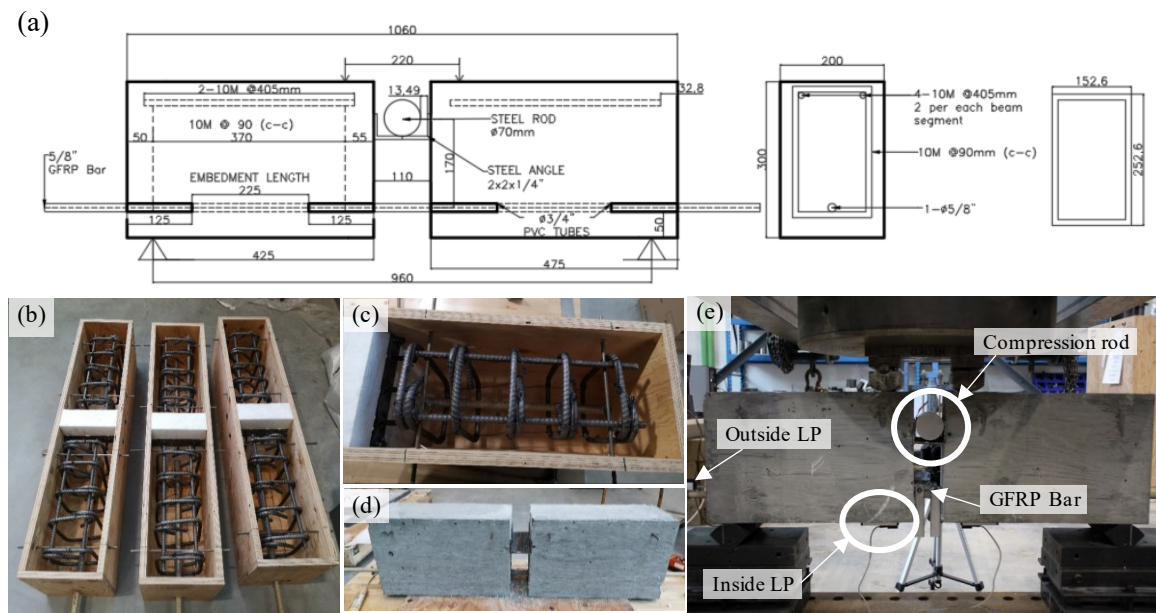 (a)
1060
220
200
152.6
2-10M @405mm
13,49
32.8
4-10M @405mm
2 per each beam
segment
STEEL ROD
ø70mm
10M @ 90 (c-c)
50
370
55
170
300
10M @90mm (c-c)
252.6
5/8"
GFRP Bar
STEEL ANGLE
2x2x1/4"
EMBEDMENT LENGTH
110
225
1-ø5/8"
125
125
ø3/4"
PVC TUBES
50
425
475
960
(b)
(c)
(d)
(e)
Compression rod
Outside LP
GFRP Bar
Inside LP